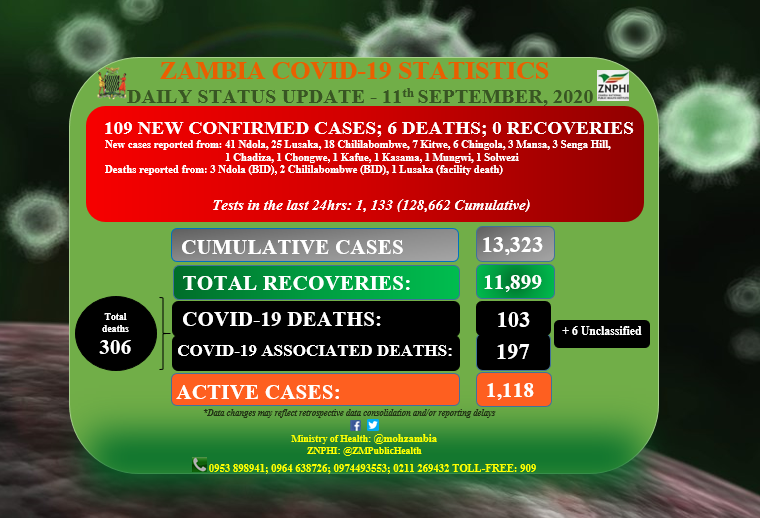 ZAMBIA COVID-19 STATISTICS
DAILY STATUS UPDATE - 11th SEPTEMBER, 2020
ZNPHI
109 NEW CONFIRMED CASES; 6 DEATHS; 0 RECOVERIES
New cases reported from: 41 Ndola, 25 Lusaka, 18 Chililabombwe, 7 Kitwe, 6 Chingola, 3 Mansa, 3 Senga Hill,
1 Chadiza, 1 Chongwe, 1 Kafue, 1 Kasama, 1 Mungwi, 1 Solwezi
Deaths reported from: 3 Ndola (BID), 2 Chililabombwe (BID), 1 Lusaka (facility death)
Tests in the last 24hrs: 1, 133 (128,662 Cumulative)
CUMULATIVE CASES 13,323
TOTAL RECOVERIES: 11,899
Total
deaths
306
COVID-19 DEATHS: 103
COVID-19 ASSOCIATED DEATHS: 197
+ 6 Unclassified
ACTIVE CASES: 1,118
*Data changes may reflect retrospective data consolidation and/or reporting delays
Ministry of Health: @mohzambia
ZNPHI: @ZMPublicHealth
0953 898941; 0964 638726; 0974493553; 0211 269432 TOLL-FREE: 909